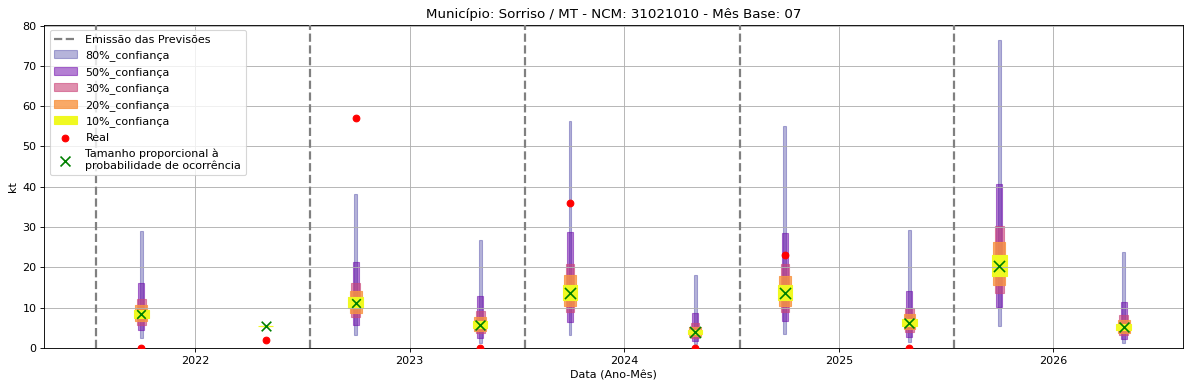 Município: Sorriso / MT - NCM: 31021010 - Mês Base: 07
80
70
60
50
40
30
20
10
0
kt
Emissão das Previsões
80%_confiança
50%_confiança
30%_confiança
20%_confiança
10%_confiança
Real
Tamanho proporcional à
probabilidade de ocorrência
2022
2023
2024
2025
2026
Data (Ano-Mês)